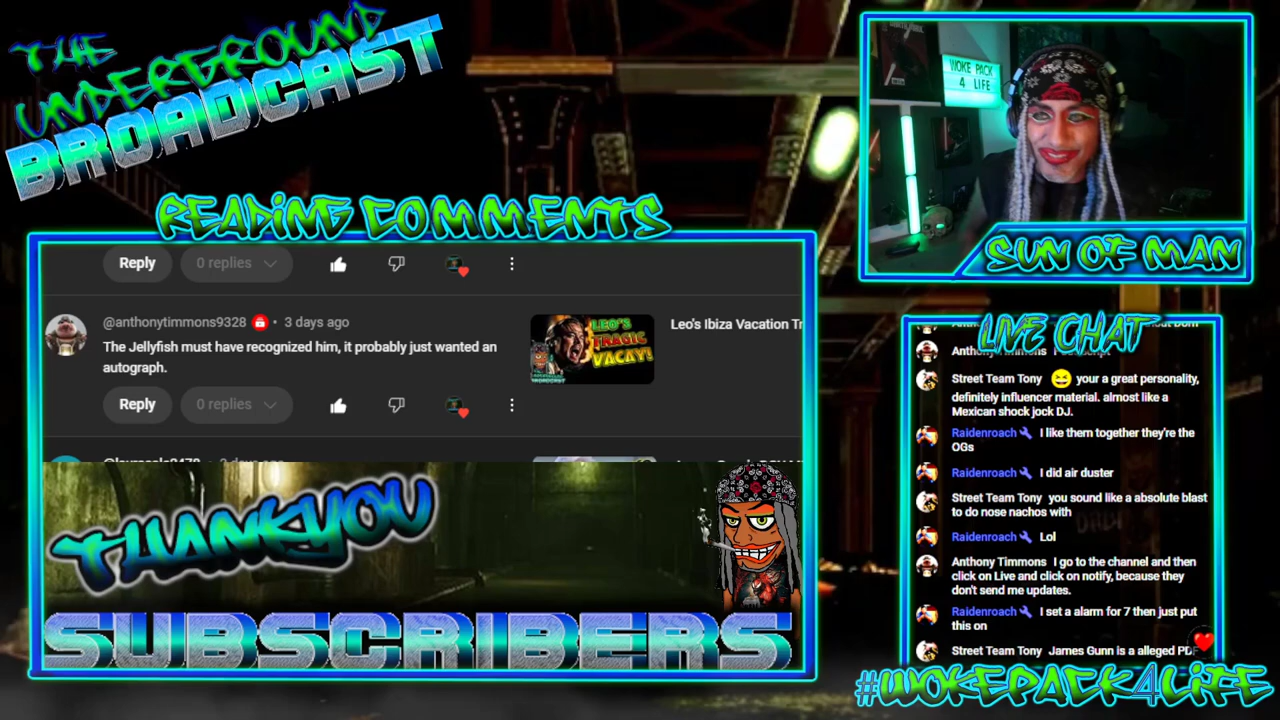 THE
UNDERGROUND
BROADCAST
READING COMMENTS
Reply
0 replies
@anthonytimmons9328 • 3 days ago
The Jellyfish must have recognized him, it probably just wanted an
autograph.
LEO'S
TRAGIC
VACAY!
Leo's Ibiza Vacation Tr
Reply
0 replies
THANKYOU
SUBSCRIBERS
WOKE PACK
4 LIFE
SUN OF MAN
LIVE CHAT
Anthony Timmons
Street Team Tony 😆 your a great personality,
definitely influencer material. almost like a
Mexican shock jock DJ.
Raidenroach I like them together they're the
OGs
Raidenroach I did air duster
Street Team Tony you sound like a absolute blast
to do nose nachos with
Raidenroach Lol
Anthony Timmons I go to the channel and then
click on Live and click on notify, because they
don't send me updates.
Raidenroach I set a alarm for 7 then just put
this on
Street Team Tony James Gunn is a alleged PDF
#WOKEPACK4LIFE